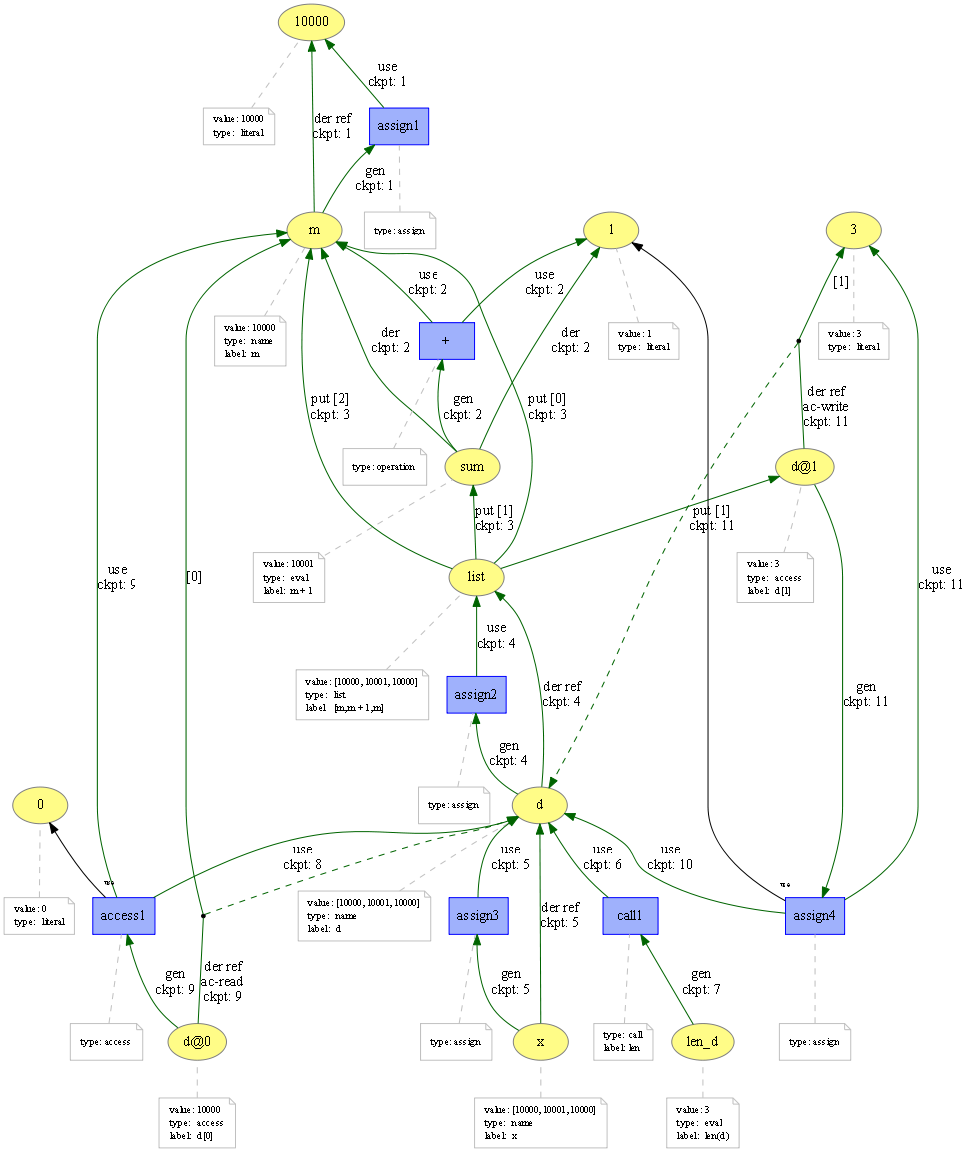 10000
use
ckpt: 1
value: 10000
type: literal
der ref
ckpt: 1
assign1
gen
ckpt: 1
m
type: assign
1
3
use
ckpt: 2
use
ckpt: 2
[1]
value: 10000
type: name
label: m
der
ckpt: 2
+
der
ckpt: 2
value: 1
type: literal
value: 3
type: literal
put [2]
ckpt: 3
gen
ckpt: 2
put [0]
ckpt: 3
der ref
ac-write
ckpt: 11
type: operation
sum
d@1
put [1]
ckpt: 3
put [1]
ckpt: 11
use
ckpt: 9
[0]
value: 10001
type: eval
label: m + 1
list
value: 3
type: access
label: d[1]
use
ckpt: 11
use
ckpt: 4
value: [10000, 10001, 10000]
type: list
label [m,m + 1,m]
assign2
der ref
ckpt: 4
gen
ckpt: 11
gen
ckpt: 4
0
type: assign
d
use
ckpt: 8
use
ckpt: 5
use
ckpt: 6
use
ckpt: 10
use
use
value: 0
type: literal
access1
value: [10000, 10001, 10000]
type: name
label: d
assign3
der ref
ckpt: 5
call1
assign4
gen
ckpt: 9
der ref
ac-read
ckpt: 9
gen
ckpt: 5
gen
ckpt: 7
type: access
d@0
type: assign
x
type: call
label: len
len_d
type: assign
value: 10000
type: access
label: d[0]
value: [10000, 10001, 10000]
type: name
label: x
value: 3
type: eval
label: len(d)